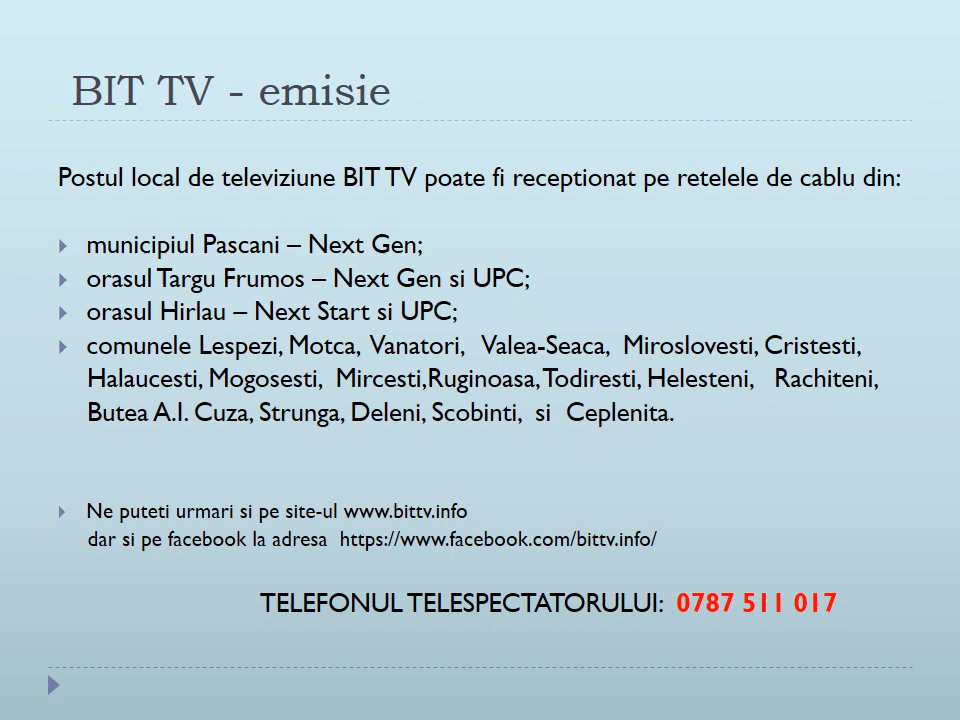 BIT TV - emisie
Postul local de televiziune BIT TV poate fi receptionat pe retelele de cablu din:
municipiul Pascani – Next Gen;
orasul Targu Frumos – Next Gen si UPC;
orasul Hirlau – Next Start si UPC;
comunele Lespezi, Motca, Vanatori, Valea-Seaca, Miroslovesti, Cristesti,
Halaucesti, Mogosesti, Mircesti,Ruginoasa, Todiresti, Helesteni, Rachiteni,
Butea A.I. Cuza, Strunga, Deleni, Scobinti, si Ceplenita.
Ne puteti urmari si pe site-ul www.bittv.info
dar si pe facebook la adresa https://www.facebook.com/bittv.info/
TELEFONUL TELESPECTATORULUI: 0787 511 017